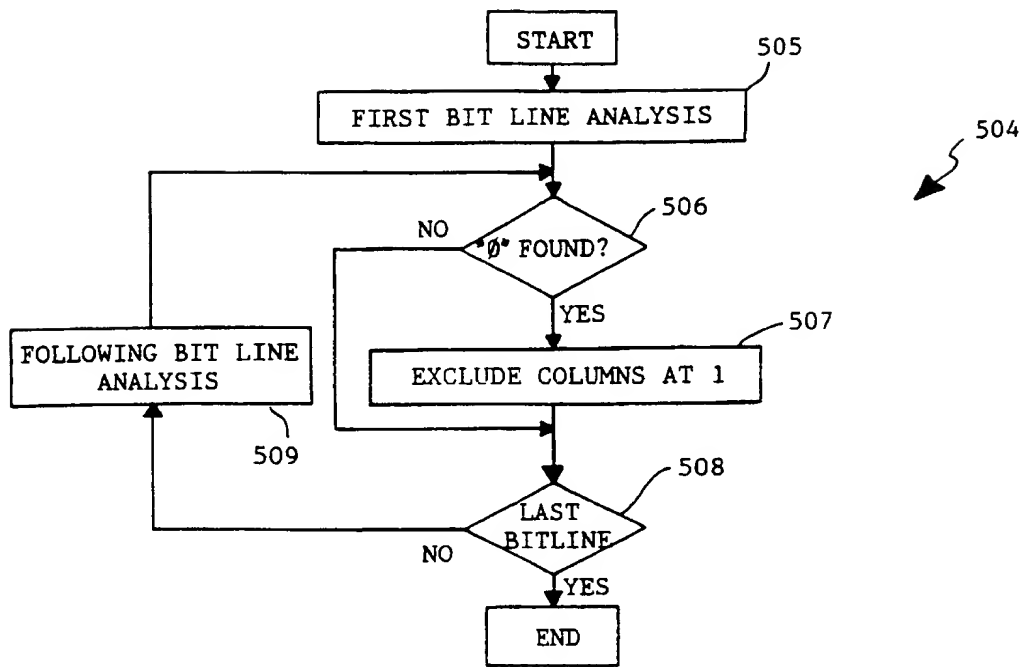 START
505
FIRST BIT LINE ANALYSIS
504
506
NO
"Ø" FOUND?
YES
507
FOLLOWING BIT LINE
ANALYSIS
EXCLUDE COLUMNS AT 1
509
508
LAST
BITLINE
NO
YES
END